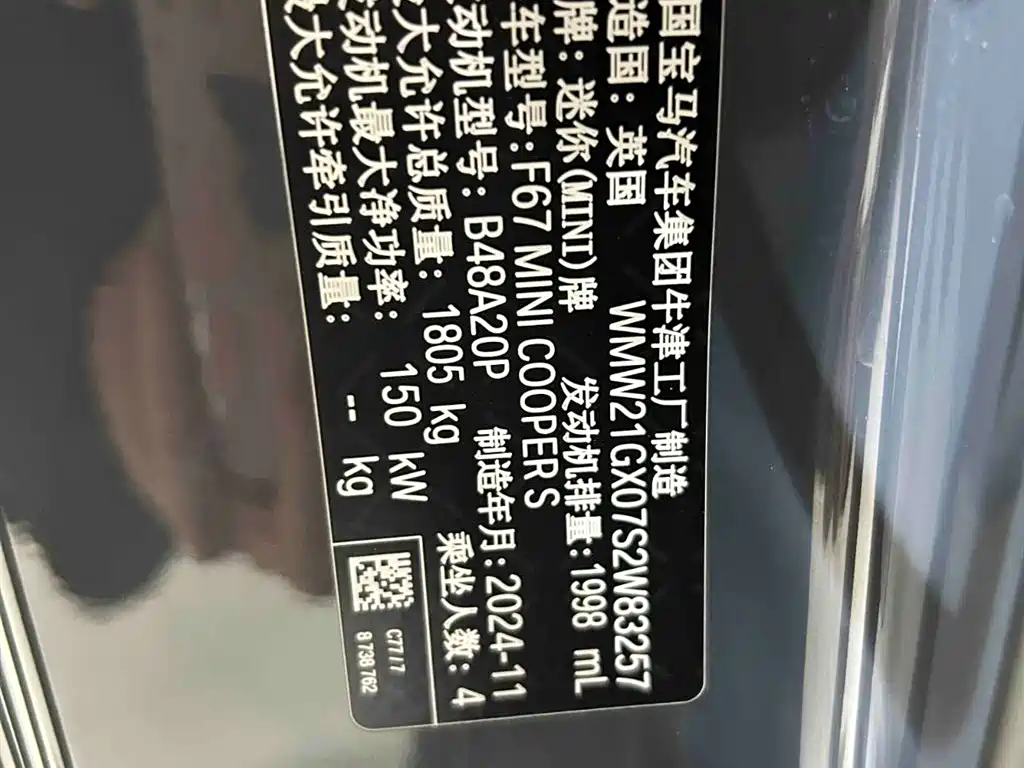 国宝马汽车集团牛津工厂制造
造国：英国 WMW21GX07S2W83257
牌：迷你(MINI)牌 发动机排量:1998 mL
车型号：F67 MINI COOPER S
动机型号：B48A20P 制造年月：2024-11
大允许总质量：1805 kg 乘坐人数：4
动机最大净功率：150 kW
大允许牵引质量：-- kg
C77/7
8 738 762